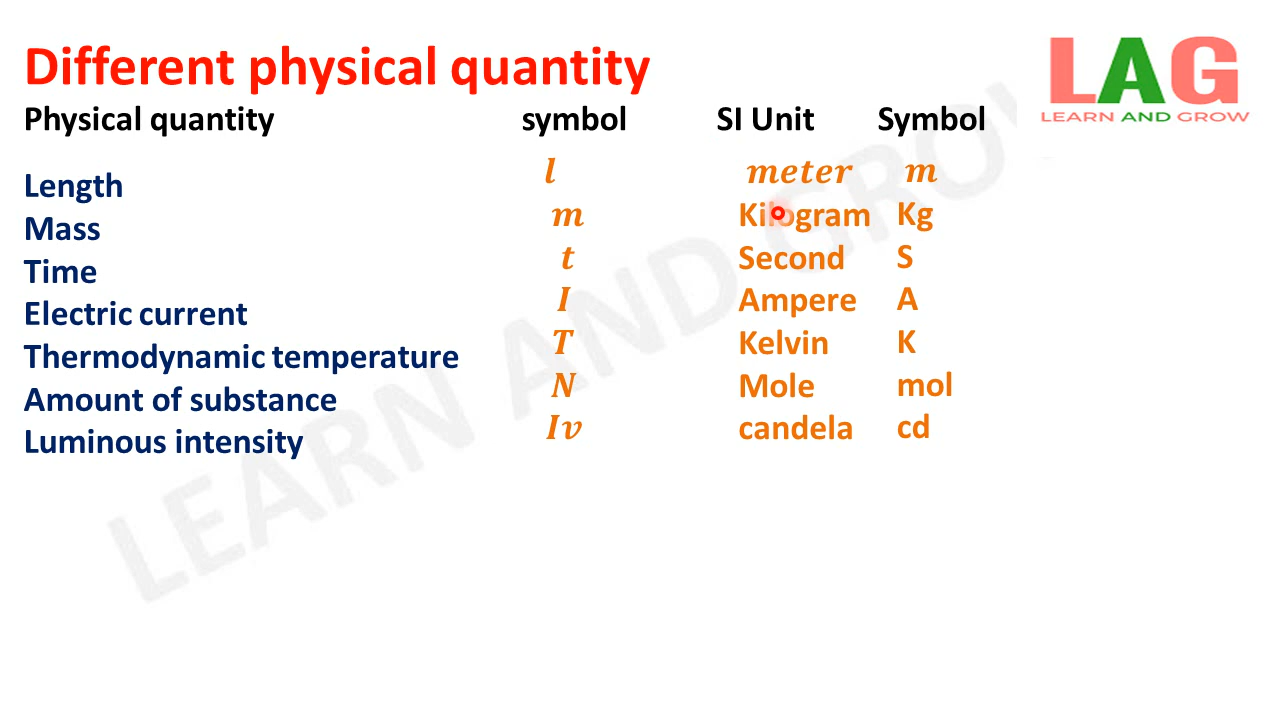 Different physical quantity
LAG
LEARN AND GROW
Physical quantity symbol SI Unit Symbol
Length l meter m
Mass m Kilogram Kg
Time t Second S
Electric current I Ampere A
Thermodynamic temperature T Kelvin K
Amount of substance N Mole mol
Luminous intensity Iv candela cd
LEARN AND GROW